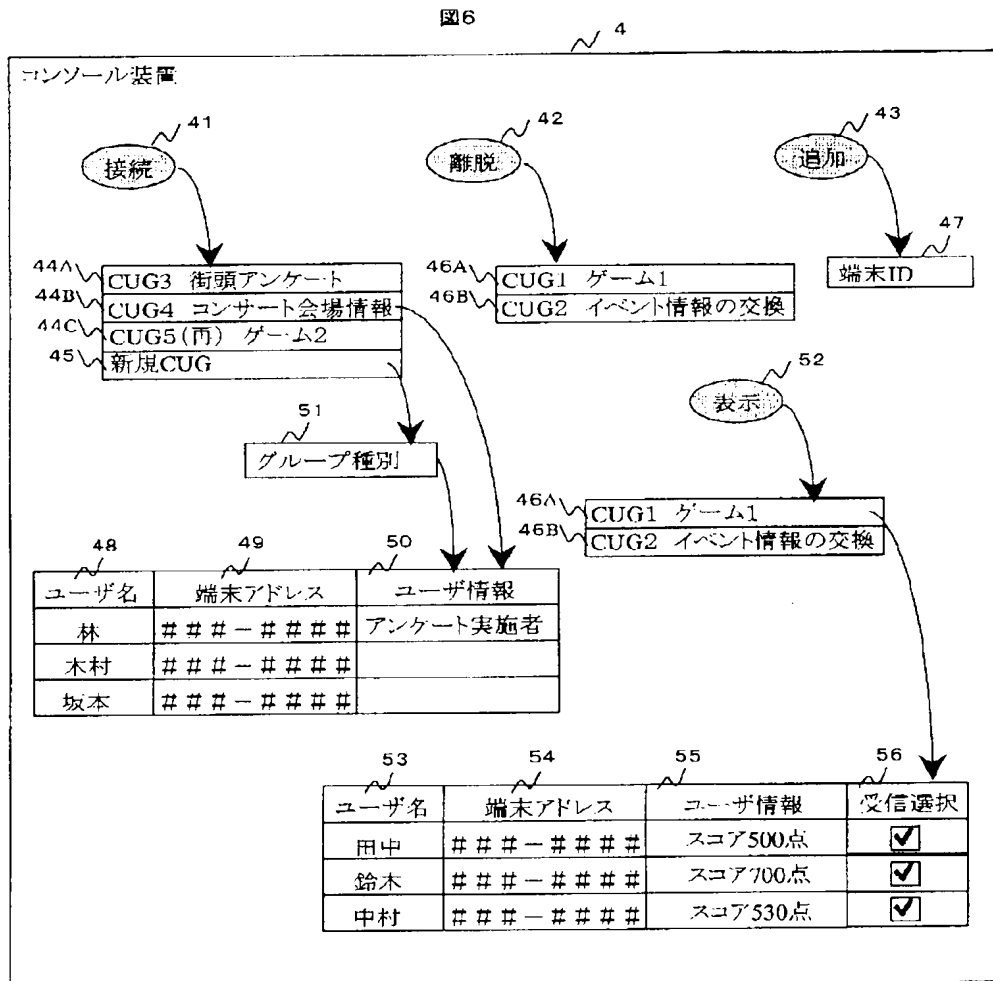 図6
4
コンソール装置
41
接続
42
離脱
43
追加
44A
CUG3 街頭アンケート
44B
CUG4 コンサート会場情報
44C
CUG5(再) ゲーム2
45
新規CUG
46A
CUG1 ゲーム1
46B
CUG2 イベント情報の交換
47
端末ID
51
グループ種別
52
表示
46A
CUG1 ゲーム1
46B
CUG2 イベント情報の交換
48 49 50
ユーザ名 端末アドレス ユーザ情報
林 ###-#### アンケート実施者
木村 ###-####
坂本 ###-####
53 54 55 56
ユーザ名 端末アドレス ユーザ情報 受信選択
田中 ###-#### スコア500点
鈴木 ###-#### スコア700点
中村 ###-#### スコア530点